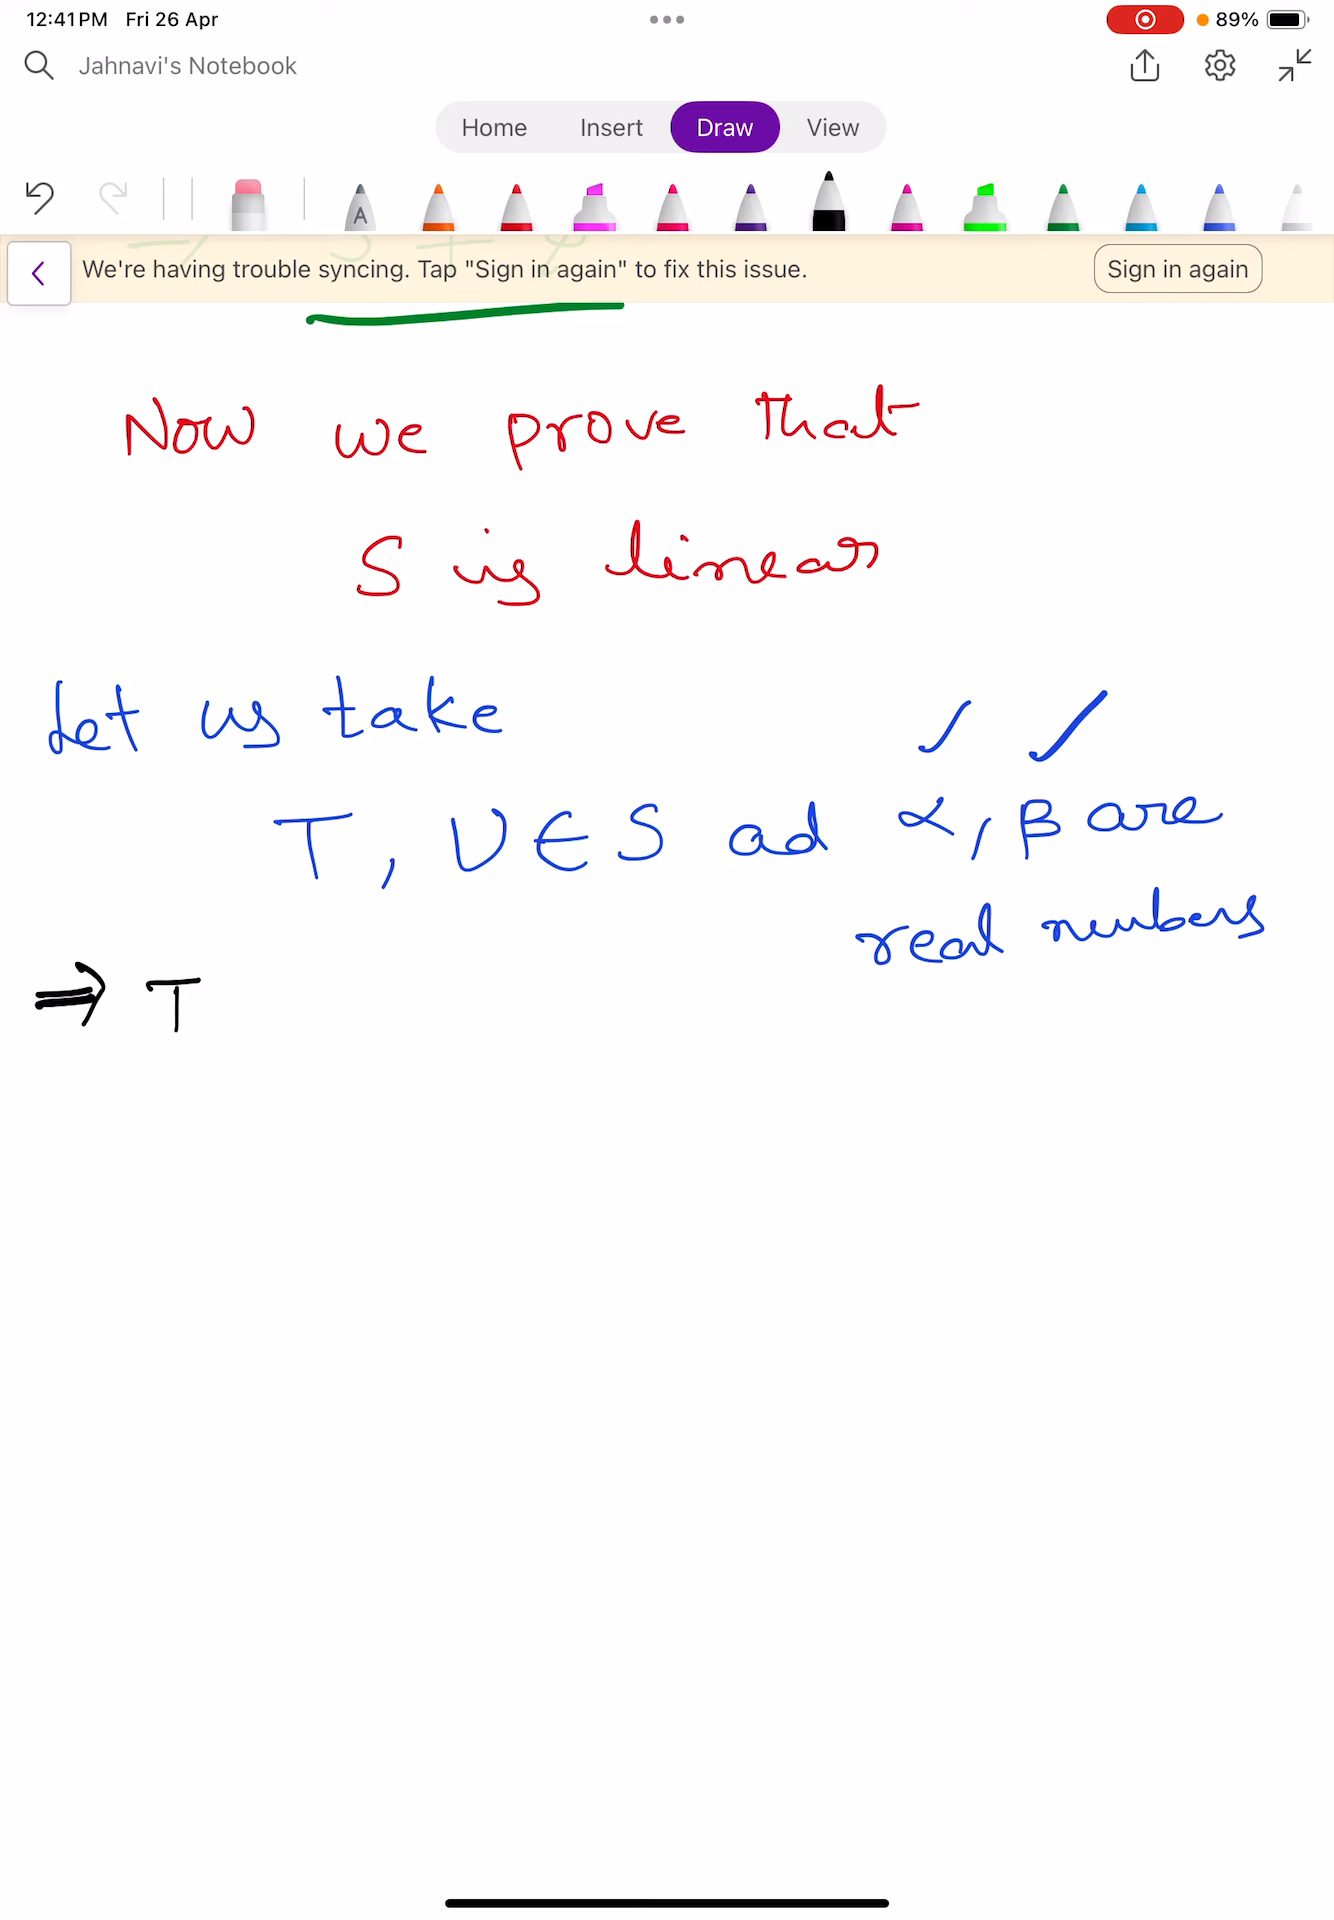 12:41 PM Fri 26 Apr
89%
Jahnavi's Notebook
Home Insert Draw View
A
⇒ S ≠ φ
We're having trouble syncing. Tap "Sign in again" to fix this issue.
Sign in again
Now we prove that
S is linear
Let us take
T, U ∈ S ad α, β are
real numbers
⇒ T